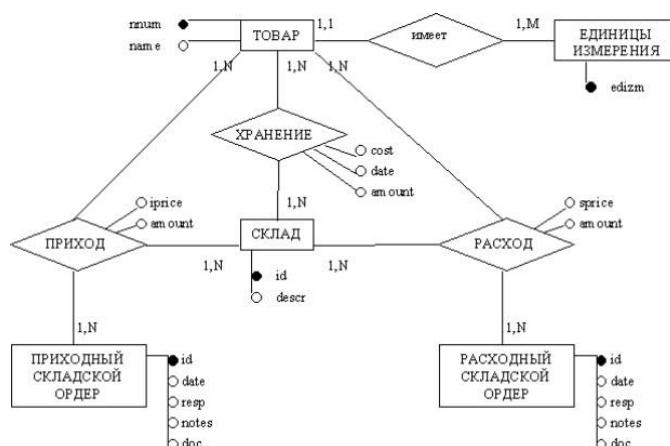 nnum
name
ТОВАР
1,1
имеет
1,M
ЕДИНИЦЫ
ИЗМЕРЕНИЯ
edizm
1,N
1,N
1,N
ХРАНЕНИЕ
cost
date
amount
1,N
iprice
amount
ПРИХОД
СКЛАД
sprice
amount
РАСХОД
1,N
1,N
id
descr
1,N
1,N
ПРИХОДНЫЙ
СКЛАДСКОЙ
ОРДЕР
id
date
resp
notes
doc
РАСХОДНЫЙ
СКЛАДСКОЙ
ОРДЕР
id
date
resp
notes
doc